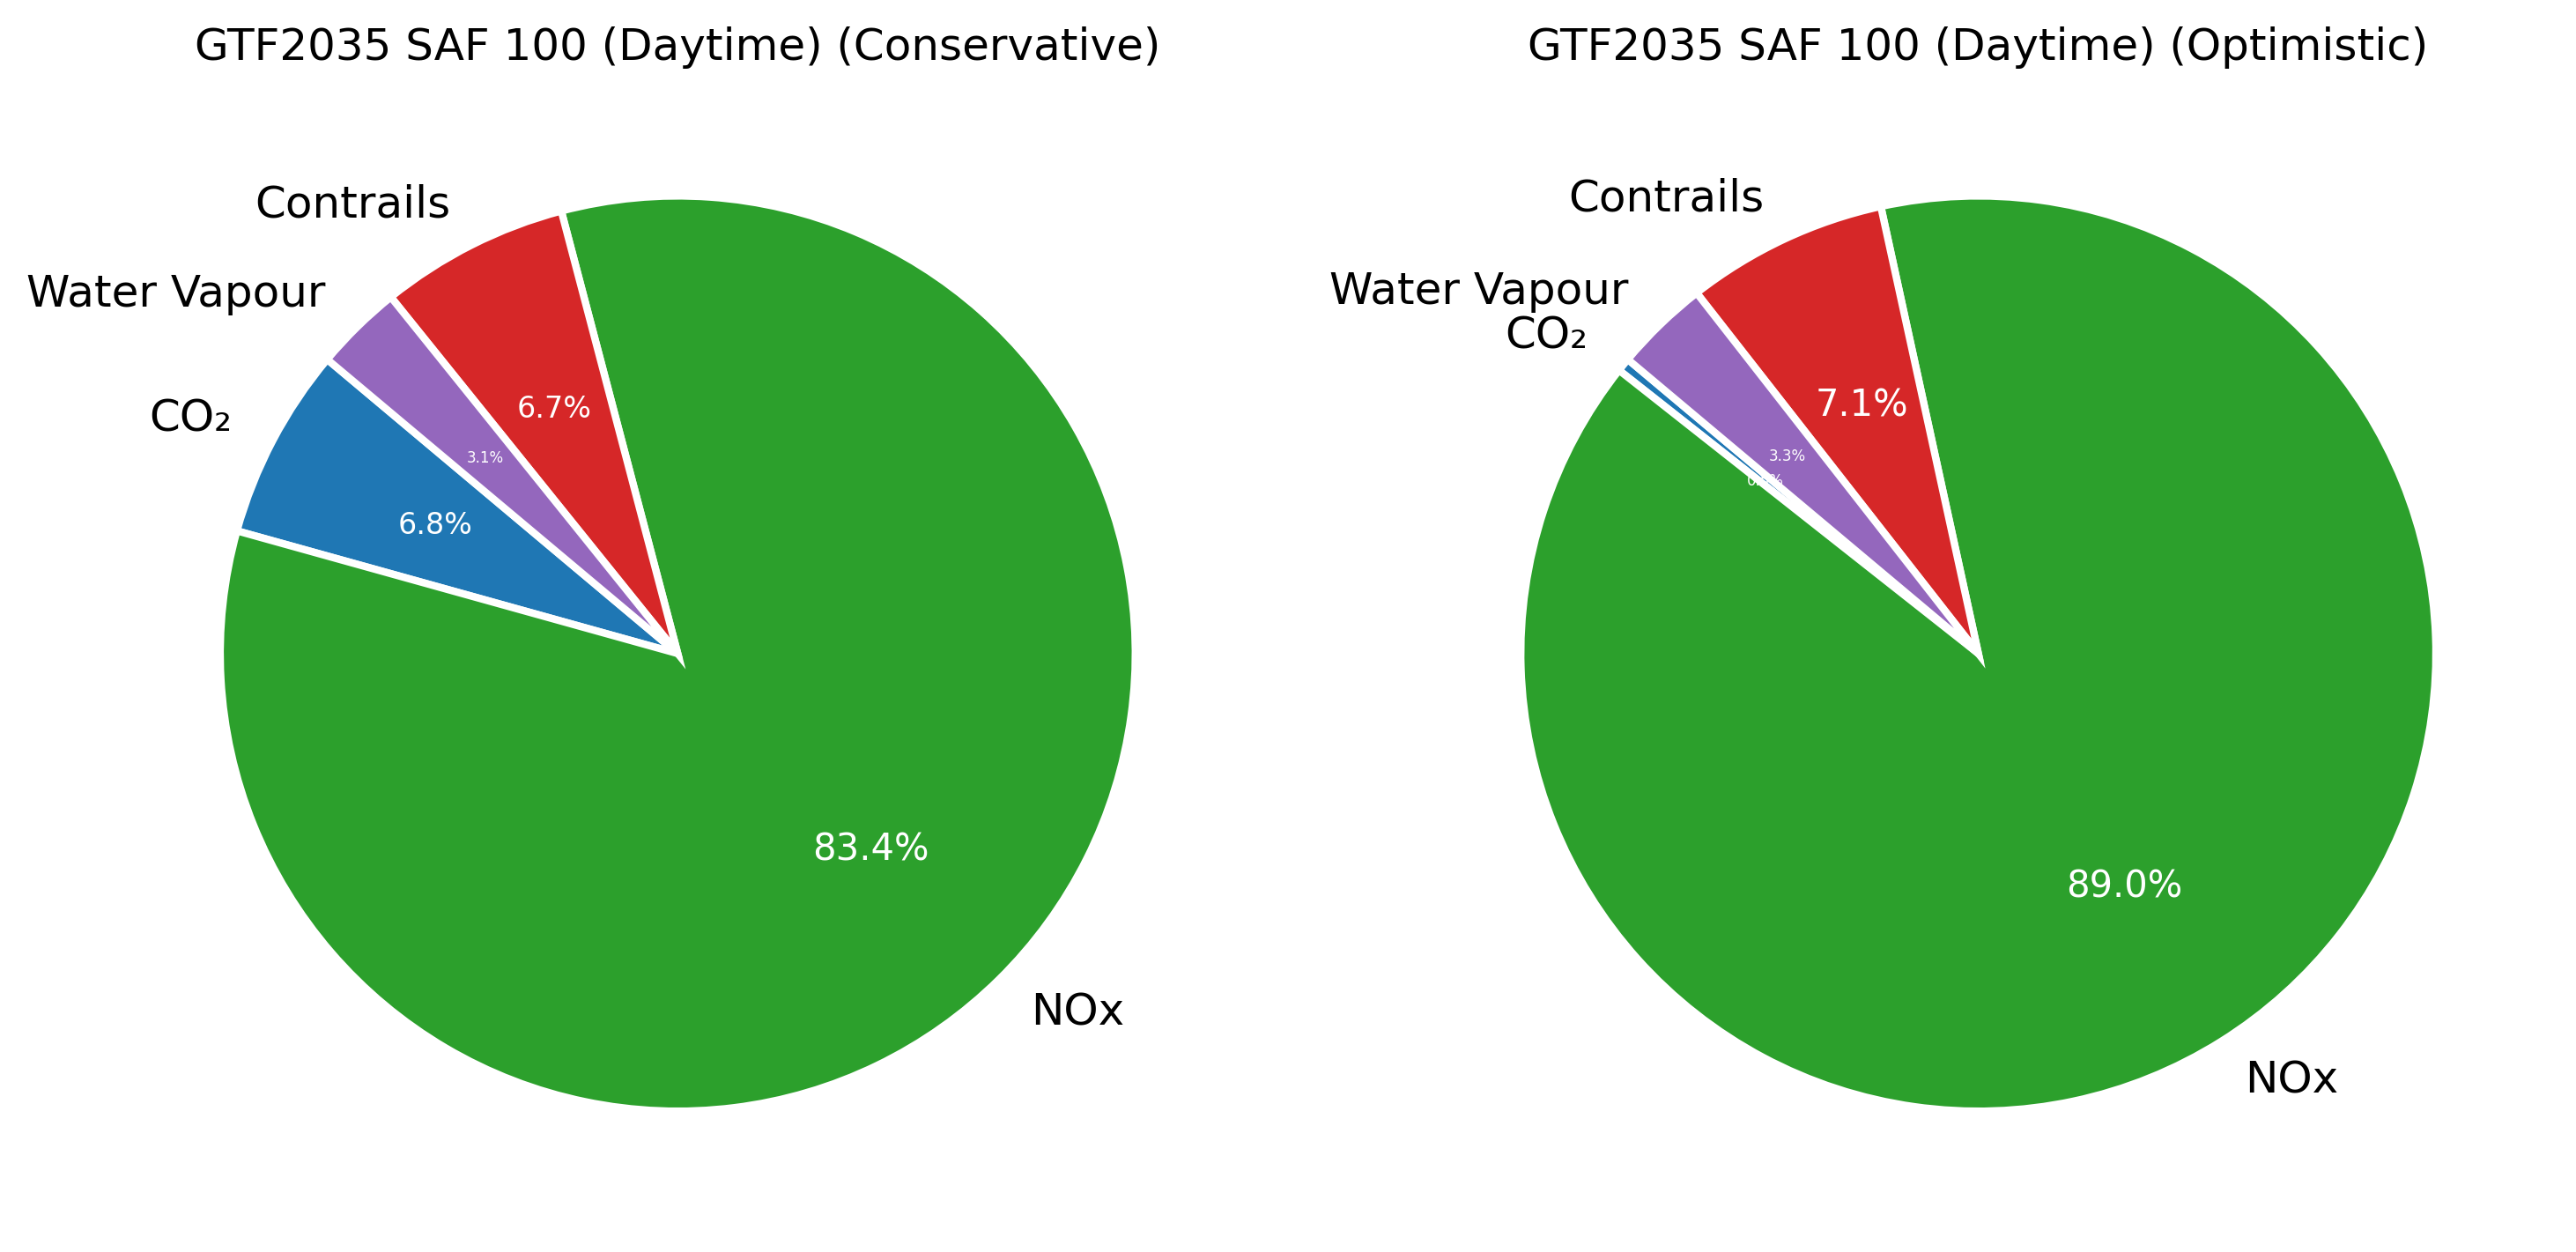 GTF2035 SAF 100 (Daytime) (Conservative)
Contrails
Water Vapour
CO₂
6.7%
3.1%
6.8%
83.4%
NOx
GTF2035 SAF 100 (Daytime) (Optimistic)
Contrails
Water Vapour
CO₂
7.1%
3.3%
89.0%
NOx